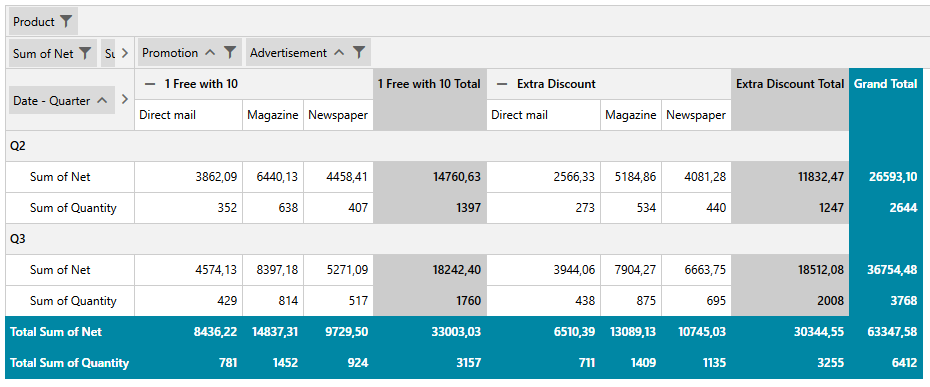 Product
Sum of Net Su Promotion Advertisement
1 Free with 10 1 Free with 10 Total Extra Discount Extra Discount Total Grand Total
Date - Quarter
Direct mail Magazine Newspaper Direct mail Magazine Newspaper
Q2
Sum of Net 3862,09 6440,13 4458,41 14760,63 2566,33 5184,86 4081,28 11832,47 26593,10
Sum of Quantity 352 638 407 1397 273 534 440 1247 2644
Q3
Sum of Net 4574,13 8397,18 5271,09 18242,40 3944,06 7904,27 6663,75 18512,08 36754,48
Sum of Quantity 429 814 517 1760 438 875 695 2008 3768
Total Sum of Net 8436,22 14837,31 9729,50 33003,03 6510,39 13089,13 10745,03 30344,55 63347,58
Total Sum of Quantity 781 1452 924 3157 711 1409 1135 3255 6412